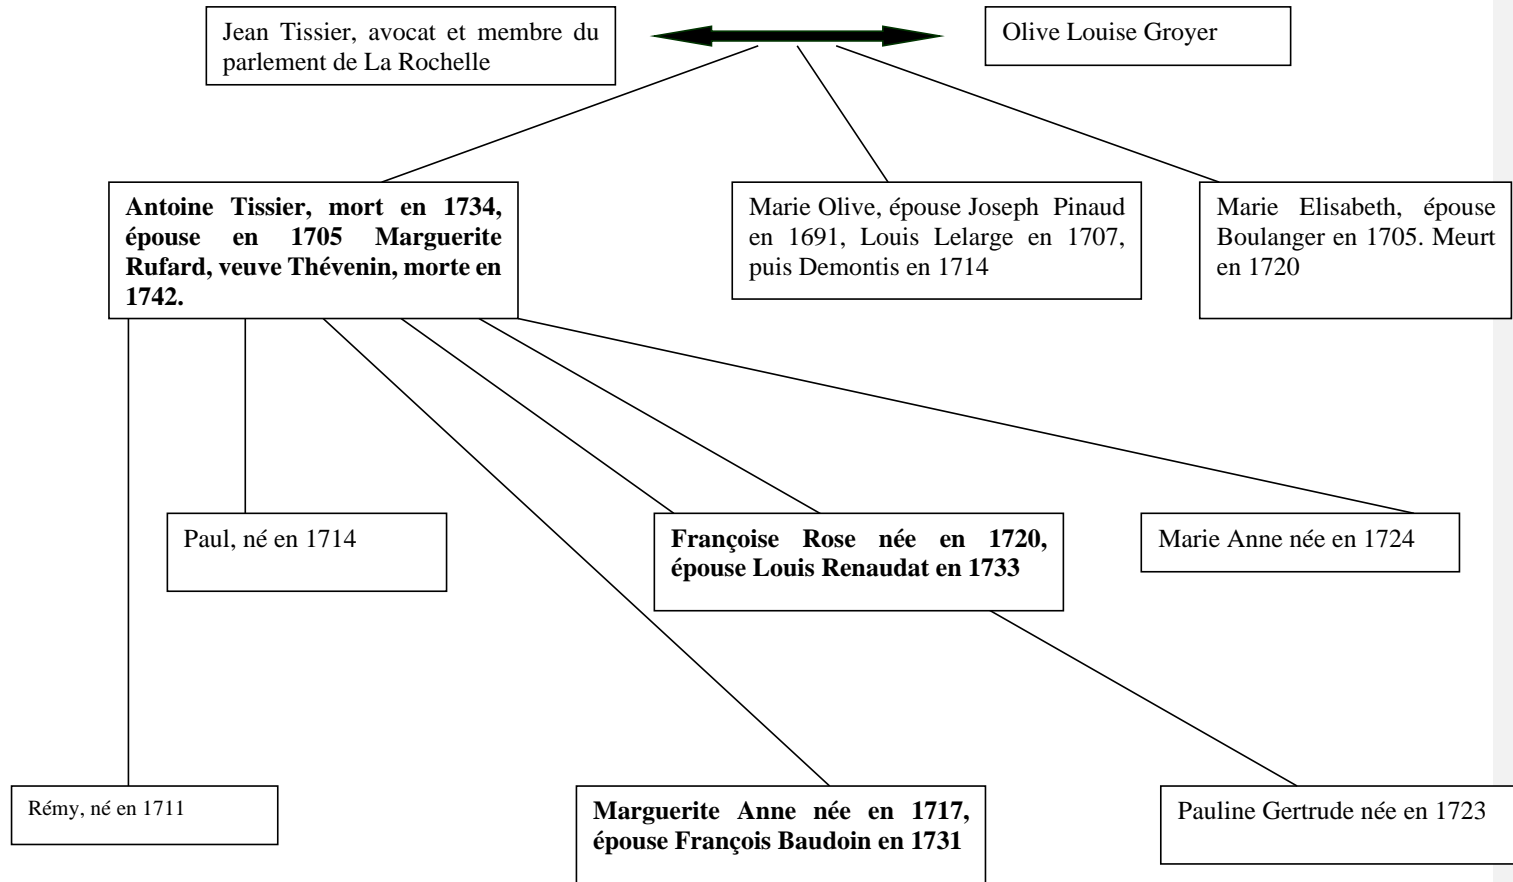 Jean Tissier, avocat et membre du
parlement de La Rochelle
Olive Louise Groyer
Antoine Tissier, mort en 1734,
épouse en 1705 Marguerite
Rufard, veuve Thévenin, morte en
1742.
Marie Olive, épouse Joseph Pinaud
en 1691, Louis Lelarge en 1707,
puis Demontis en 1714
Marie Elisabeth, épouse
Boulanger en 1705. Meurt
en 1720
Paul, né en 1714
Françoise Rose née en 1720,
épouse Louis Renaudat en 1733
Marie Anne née en 1724
Rémy, né en 1711
Marguerite Anne née en 1717,
épouse François Baudoin en 1731
Pauline Gertrude née en 1723